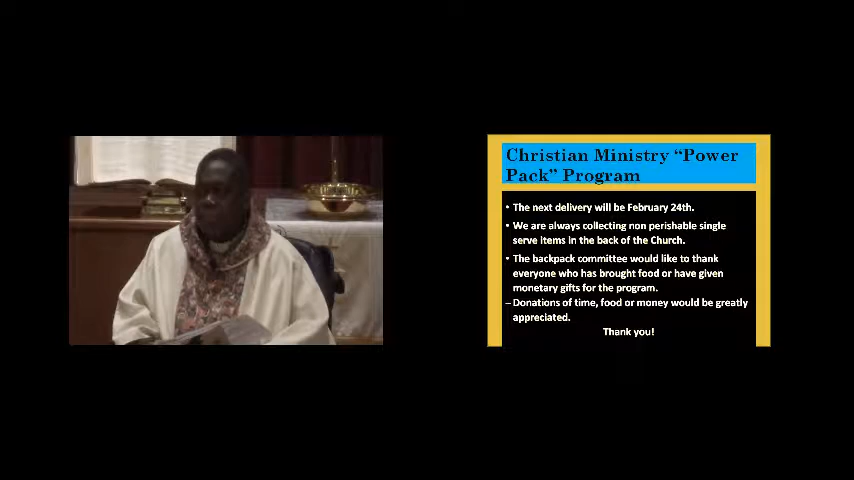 Christian Ministry “Power
Pack” Program
• The next delivery will be February 24th.
• We are always collecting non perishable single
serve items in the back of the Church.
• The backpack committee would like to thank
everyone who has brought food or have given
monetary gifts for the program.
– Donations of time, food or money would be greatly
appreciated.
Thank you!